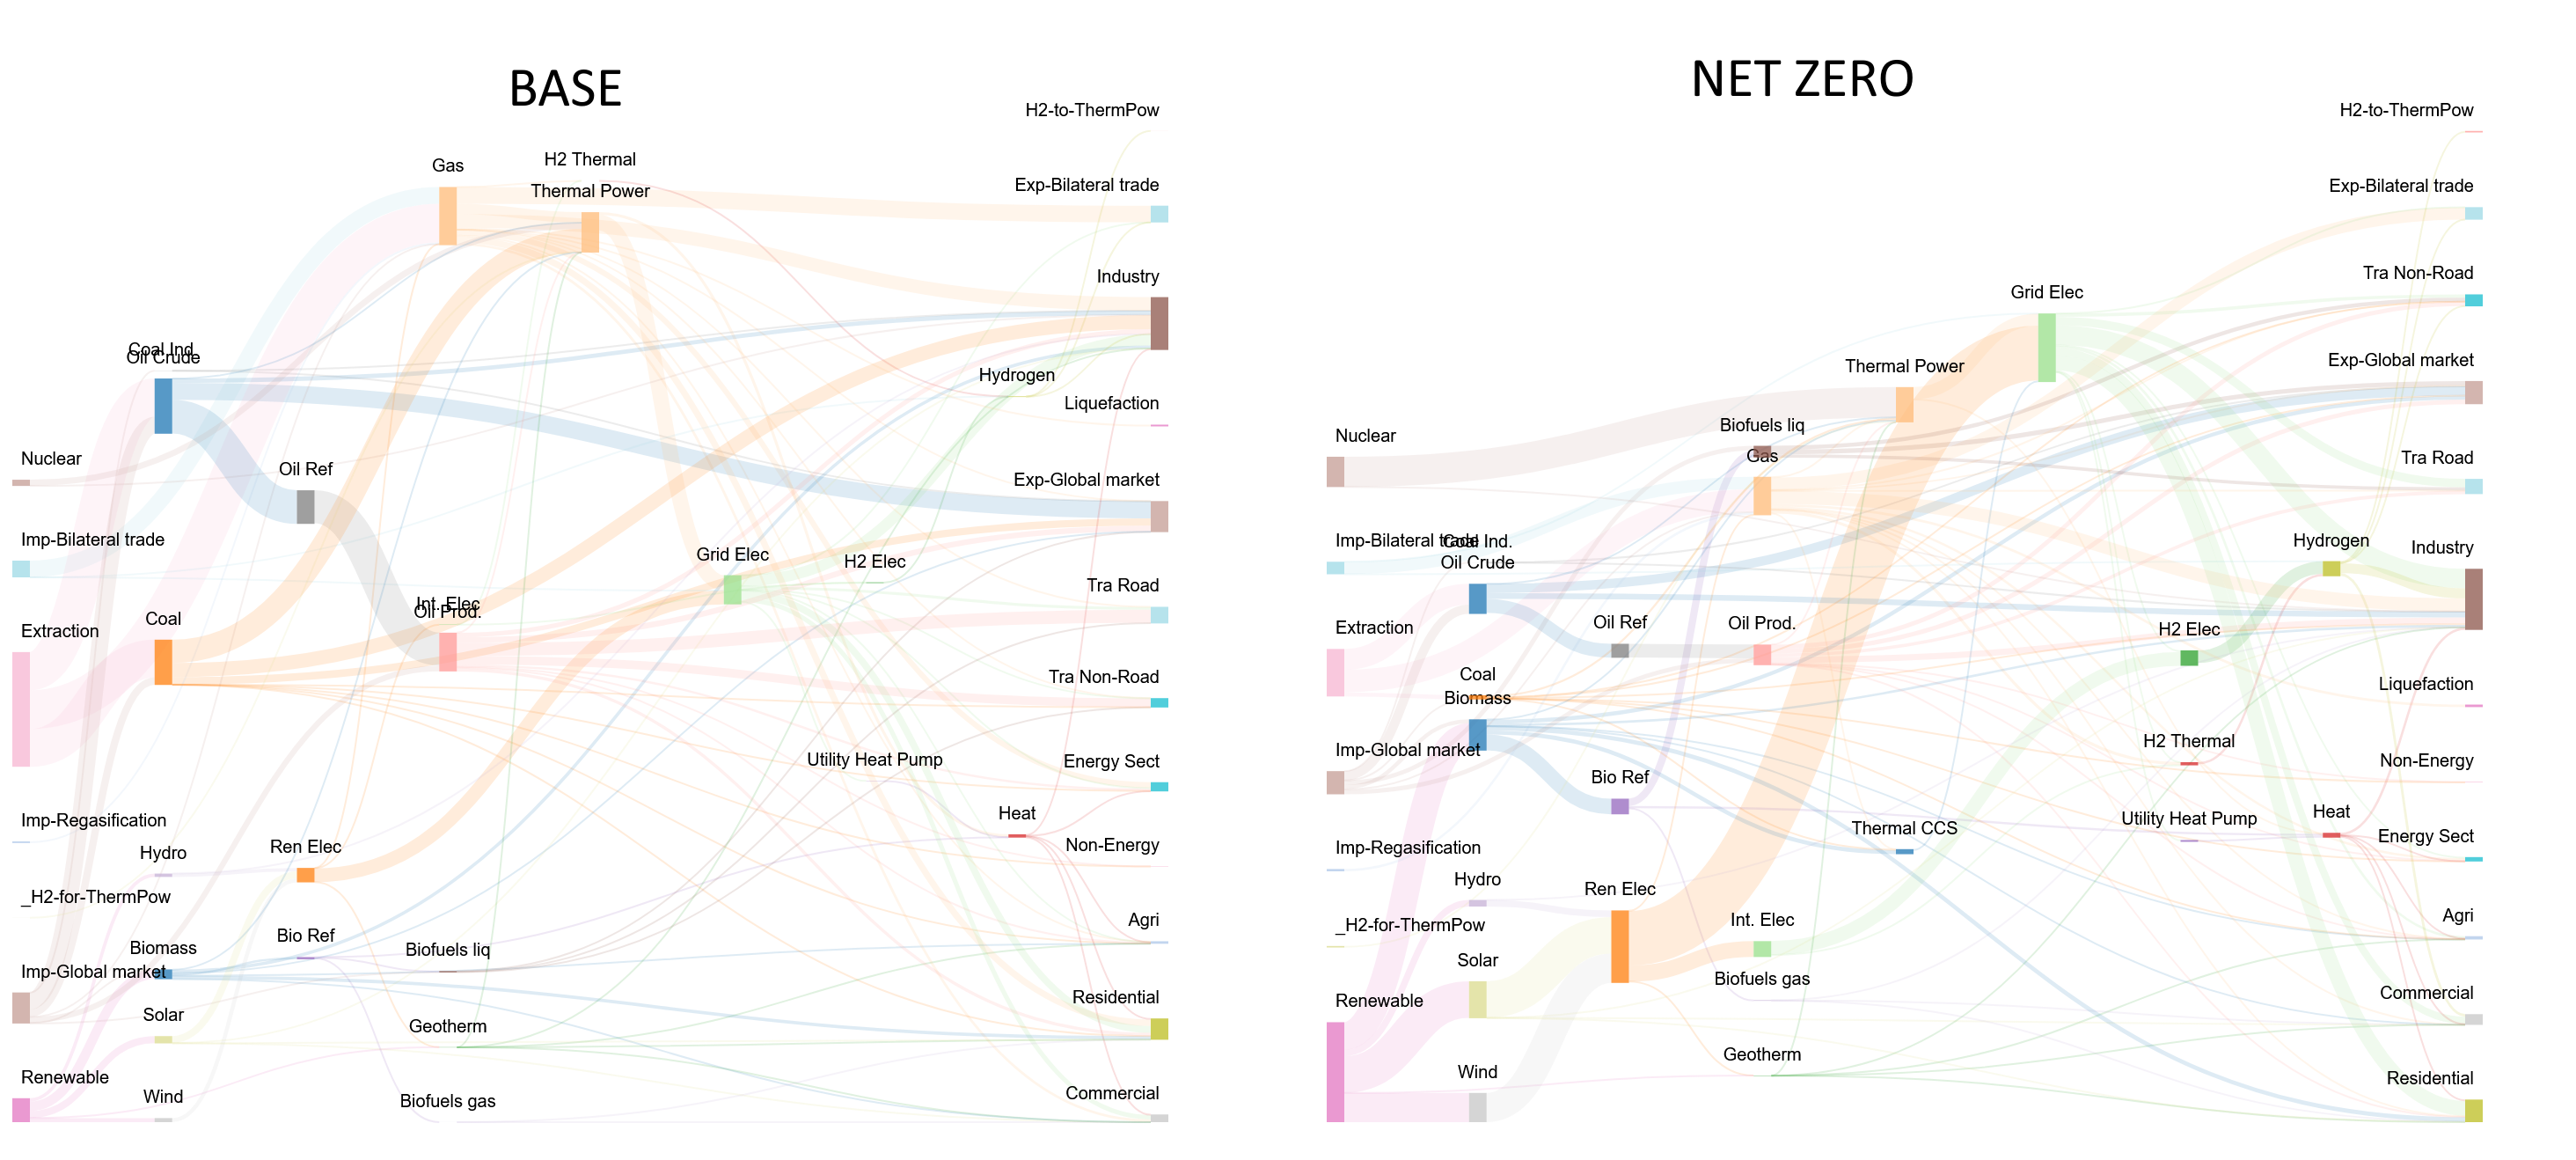 BASE
H2-to-ThermPow
Gas
H2 Thermal
Thermal Power
Exp-Bilateral trade
Industry
Coal Ind.
Oil Crude
Hydrogen
Liquefaction
Nuclear
Oil Ref
Exp-Global market
Imp-Bilateral trade
Grid Elec
H2 Elec
Tra Road
Int. Elec
Oil Prod.
Coal
Extraction
Tra Non-Road
Utility Heat Pump
Energy Sect
Imp-Regasification
Heat
Hydro
Ren Elec
Non-Energy
_H2-for-ThermPow
Agri
Bio Ref
Biomass
Biofuels liq
Imp-Global market
Residential
Solar
Geotherm
Renewable
Wind
Biofuels gas
Commercial
NET ZERO
H2-to-ThermPow
Exp-Bilateral trade
Tra Non-Road
Grid Elec
Exp-Global market
Thermal Power
Biofuels liq
Nuclear
Gas
Tra Road
Imp-Bilateral trade
Coal Ind.
Oil Crude
Hydrogen
Industry
Extraction
Oil Ref
Oil Prod.
H2 Elec
Coal
Biomass
Liquefaction
Imp-Global market
H2 Thermal
Non-Energy
Bio Ref
Utility Heat Pump
Heat
Thermal CCS
Energy Sect
Imp-Regasification
Hydro
Ren Elec
_H2-for-ThermPow
Int. Elec
Agri
Solar
Biofuels gas
Renewable
Commercial
Geotherm
Wind
Residential